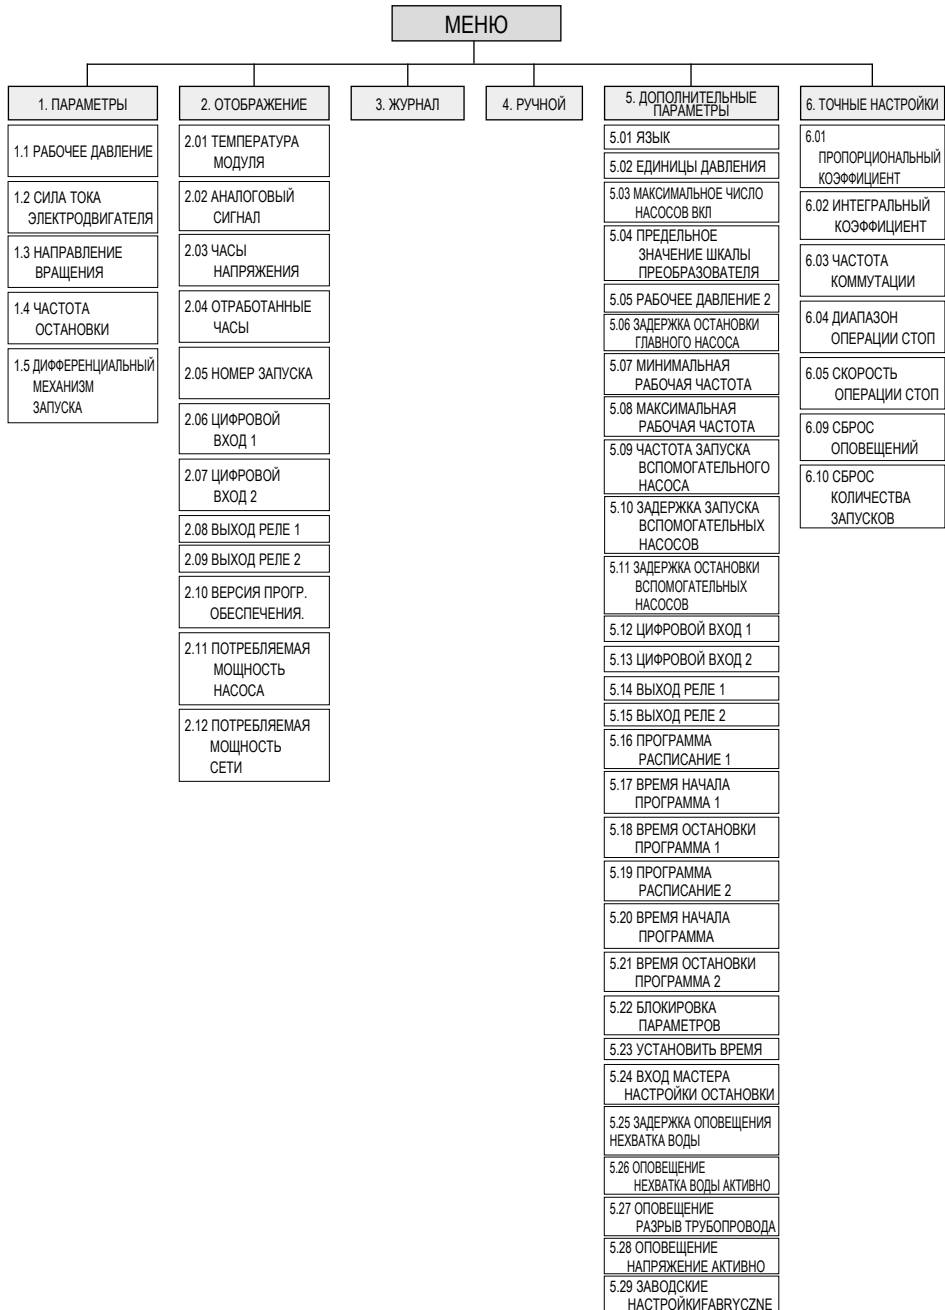 МЕНЮ
1. ПАРАМЕТРЫ
1.1 РАБОЧЕЕ ДАВЛЕНИЕ
1.2 СИЛА ТОКА
ЭЛЕКТРОДВИГАТЕЛЯ
1.3 НАПРАВЛЕНИЕ
ВРАЩЕНИЯ
1.4 ЧАСТОТА
ОСТАНОВКИ
1.5 ДИФФЕРЕНЦИАЛЬНЫЙ
МЕХАНИЗМ
ЗАПУСКА
2. ОТОБРАЖЕНИЕ
2.01 ТЕМПЕРАТУРА
МОДУЛЯ
2.02 АНАЛОГОВЫЙ
СИГНАЛ
2.03 ЧАСЫ
НАПРЯЖЕНИЯ
2.04 ОТРАБОТАННЫЕ
ЧАСЫ
2.05 НОМЕР ЗАПУСКА
2.06 ЦИФРОВОЙ
ВХОД 1
2.07 ЦИФРОВОЙ
ВХОД 2
2.08 ВЫХОД РЕЛЕ 1
2.09 ВЫХОД РЕЛЕ 2
2.10 ВЕРСИЯ ПРОГР.
ОБЕСПЕЧЕНИЯ.
2.11 ПОТРЕБЛЯЕМАЯ
МОЩНОСТЬ
НАСОСА
2.12 ПОТРЕБЛЯЕМАЯ
МОЩНОСТЬ
СЕТИ
3. ЖУРНАЛ
4. РУЧНОЙ
5. ДОПОЛНИТЕЛЬНЫЕ
ПАРАМЕТРЫ
5.01 ЯЗЫК
5.02 ЕДИНИЦЫ ДАВЛЕНИЯ
5.03 МАКСИМАЛЬНОЕ ЧИСЛО
НАСОСОВ ВКЛ
5.04 ПРЕДЕЛЬНОЕ
ЗНАЧЕНИЕ ШКАЛЫ
ПРЕОБРАЗОВАТЕЛЯ
5.05 РАБОЧЕЕ ДАВЛЕНИЕ 2
5.06 ЗАДЕРЖКА ОСТАНОВКИ
ГЛАВНОГО НАСОСА
5.07 МИНИМАЛЬНАЯ
РАБОЧАЯ ЧАСТОТА
5.08 МАКСИМАЛЬНАЯ
РАБОЧАЯ ЧАСТОТА
5.09 ЧАСТОТА ЗАПУСКА
ВСПОМОГАТЕЛЬНОГО
НАСОСА
5.10 ЗАДЕРЖКА ЗАПУСКА
ВСПОМОГАТЕЛЬНЫХ
НАСОСОВ
5.11 ЗАДЕРЖКА ОСТАНОВКИ
ВСПОМОГАТЕЛЬНЫХ
НАСОСОВ
5.12 ЦИФРОВОЙ ВХОД 1
5.13 ЦИФРОВОЙ ВХОД 2
5.14 ВЫХОД РЕЛЕ 1
5.15 ВЫХОД РЕЛЕ 2
5.16 ПРОГРАММА
РАСПИСАНИЕ 1
5.17 ВРЕМЯ НАЧАЛА
ПРОГРАММА 1
5.18 ВРЕМЯ ОСТАНОВКИ
ПРОГРАММА 1
5.19 ПРОГРАММА
РАСПИСАНИЕ 2
5.20 ВРЕМЯ НАЧАЛА
ПРОГРАММА
5.21 ВРЕМЯ ОСТАНОВКИ
ПРОГРАММА 2
5.22 БЛОКИРОВКА
ПАРАМЕТРОВ
5.23 УСТАНОВИТЬ ВРЕМЯ
5.24 ВХОД МАСТЕРА
НАСТРОЙКИ ОСТАНОВКИ
5.25 ЗАДЕРЖКА ОПОВЕЩЕНИЯ
НЕХВАТКА ВОДЫ
5.26 ОПОВЕЩЕНИЕ
НЕХВАТКА ВОДЫ АКТИВНО
5.27 ОПОВЕЩЕНИЕ
РАЗРЫВ ТРУБОПРОВОДА
5.28 ОПОВЕЩЕНИЕ
НАПРЯЖЕНИЕ АКТИВНО
5.29 ЗАВОДСКИЕ
НАСТРОЙКИFABRYCZNE
6. ТОЧНЫЕ НАСТРОЙКИ
6.01
ПРОПОРЦИОНАЛЬНЫЙ
КОЭФФИЦИЕНТ
6.02 ИНТЕГРАЛЬНЫЙ
КОЭФФИЦИЕНТ
6.03 ЧАСТОТА
КОММУТАЦИИ
6.04 ДИАПАЗОН
ОПЕРАЦИИ СТОП
6.05 СКОРОСТЬ
ОПЕРАЦИИ СТОП
6.09 СБРОС
ОПОВЕЩЕНИЙ
6.10 СБРОС
КОЛИЧЕСТВА
ЗАПУСКОВ